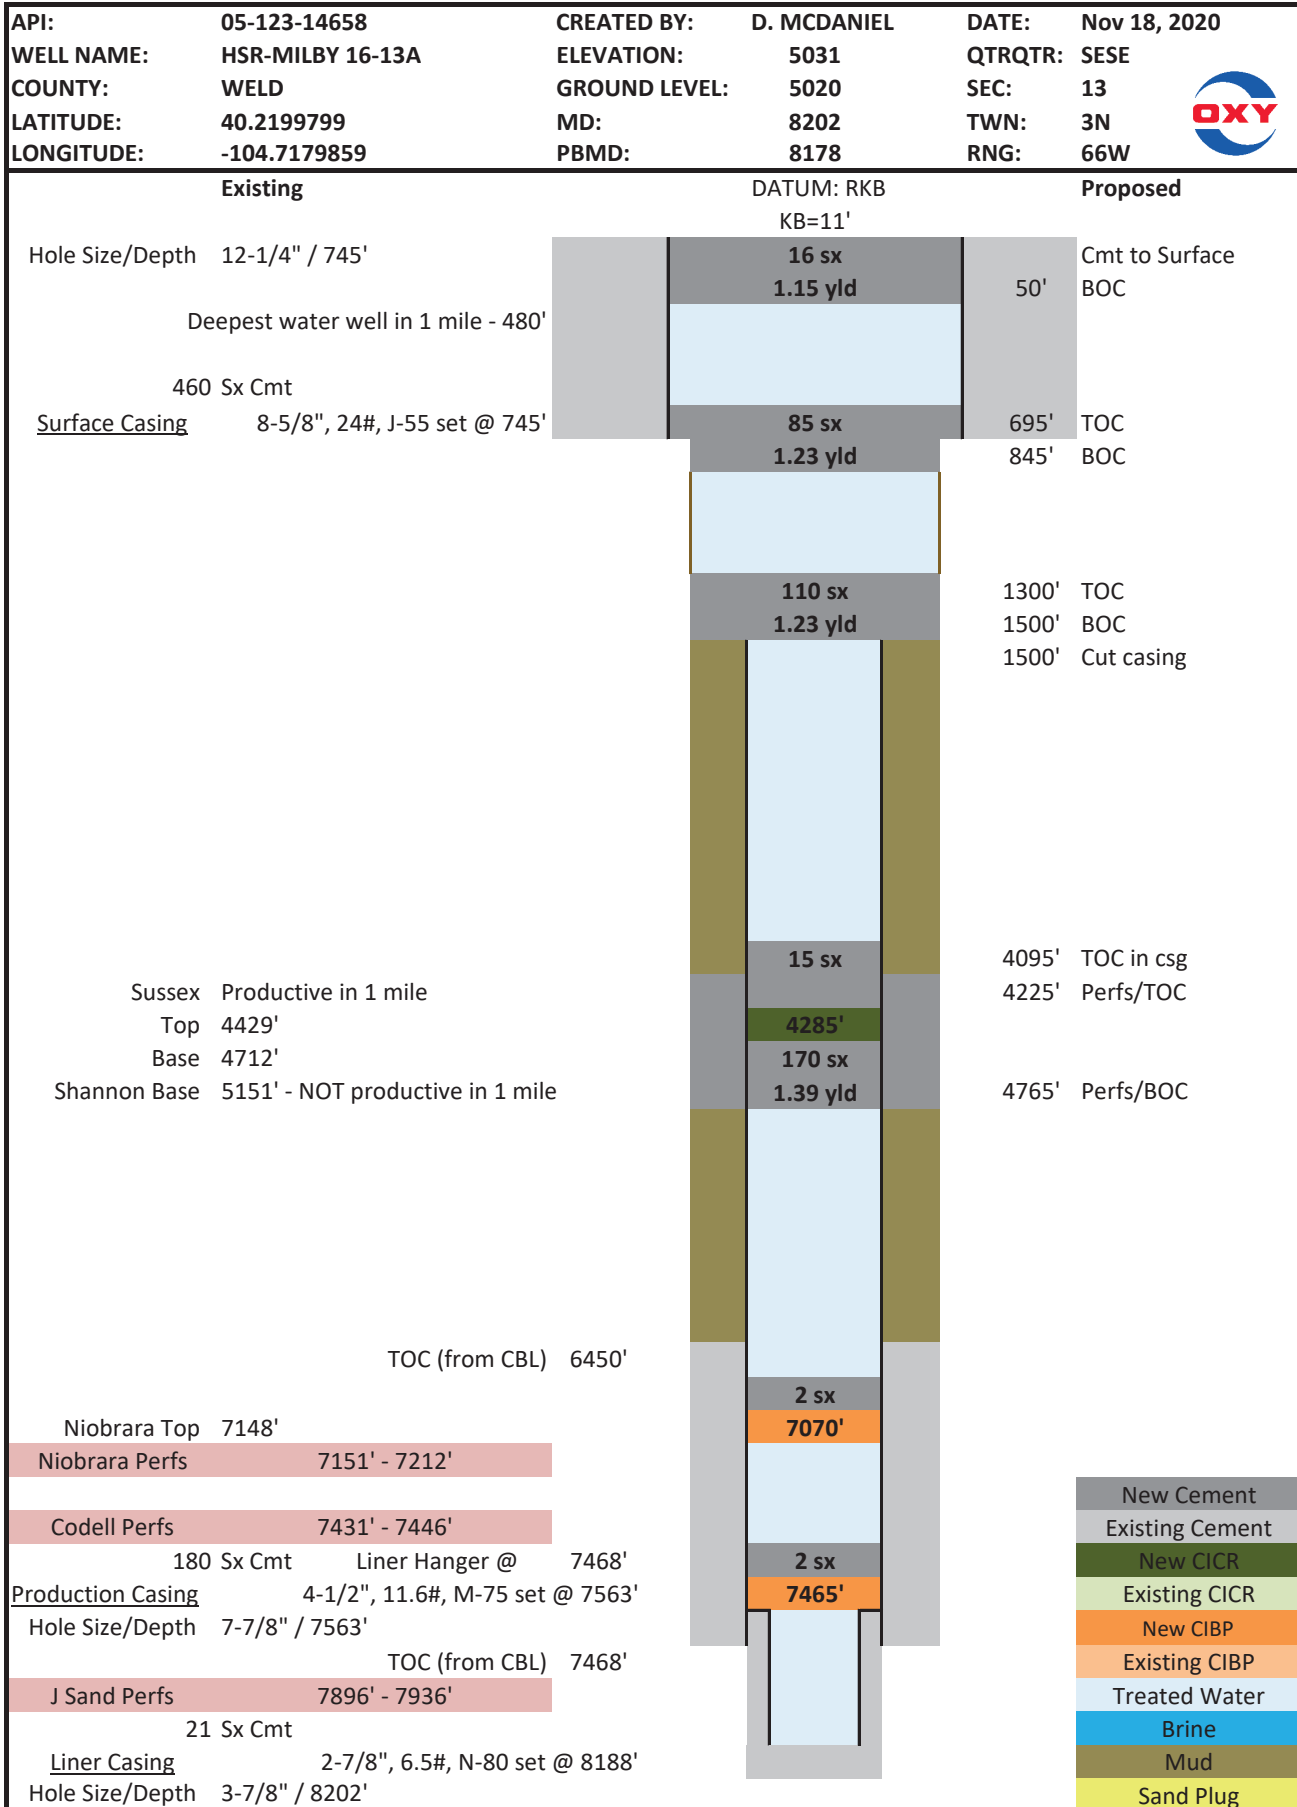 API: 05-123-14658 CREATED BY: D. MCDANIEL DATE: Nov 18, 2020
WELL NAME: HSR-MILBY 16-13A ELEVATION: 5031 QTRQTR: SESE
COUNTY: WELD GROUND LEVEL: 5020 SEC: 13
OXY
LATITUDE: 40.2199799 MD: 8202 TWN: 3N
LONGITUDE: -104.7179859 PBMD: 8178 RNG: 66W
Existing DATUM: RKB Proposed
KB=11'
Hole Size/Depth 12-1/4" / 745' 16 sx Cmt to Surface
1.15 yld 50' BOC
Deepest water well in 1 mile - 480'
460 Sx Cmt
Surface Casing 8-5/8", 24#, J-55 set @ 745' 85 sx 695' TOC
1.23 yld 845' BOC
110 sx 1300' TOC
1.23 yld 1500' BOC
1500' Cut casing
15 sx 4095' TOC in csg
Sussex Productive in 1 mile 4225' Perfs/TOC
Top 4429' 4285'
Base 4712' 170 sx
Shannon Base 5151' - NOT productive in 1 mile 1.39 yld 4765' Perfs/BOC
TOC (from CBL) 6450'
2 sx
Niobrara Top 7148' 7070'
Niobrara Perfs 7151' - 7212'
New Cement
Codell Perfs 7431' - 7446' Existing Cement
180 Sx Cmt Liner Hanger @ 7468' 2 sx New CICR
Production Casing 4-1/2", 11.6#, M-75 set @ 7563' 7465' Existing CICR
Hole Size/Depth 7-7/8" / 7563' New CIBP
TOC (from CBL) 7468' Existing CIBP
J Sand Perfs 7896' - 7936' Treated Water
21 Sx Cmt Brine
Liner Casing 2-7/8", 6.5#, N-80 set @ 8188' Mud
Hole Size/Depth 3-7/8" / 8202' Sand Plug